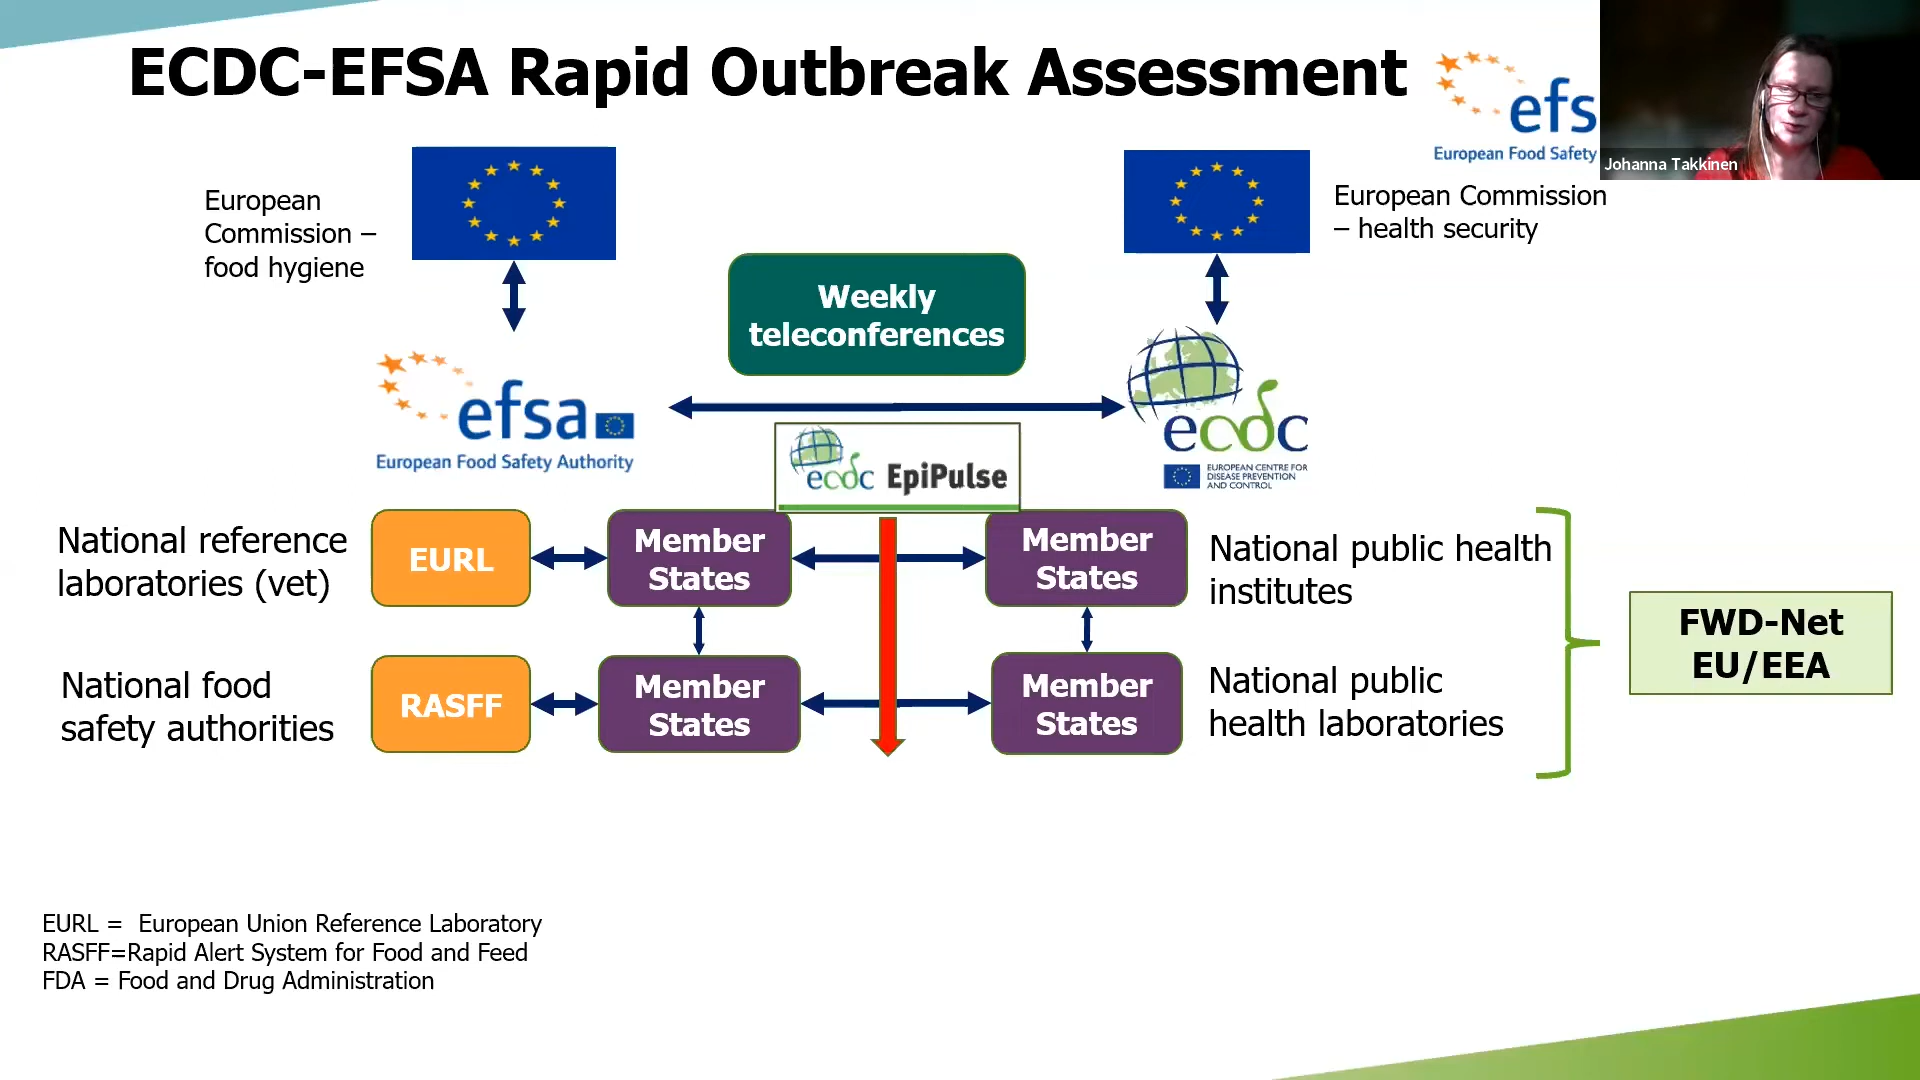 ECDC-EFSA Rapid Outbreak Assessment
efs
European Food Safety
Johanna Takkinen
European
Commission –
food hygiene
European Commission
– health security
Weekly
teleconferences
efsa
European Food Safety Authority
ecdc
EUROPEAN CENTRE FOR
DISEASE PREVENTION
AND CONTROL
ecdc EpiPulse
National reference
laboratories (vet)
EURL
Member
States
Member
States
National public health
institutes
FWD-Net
EU/EEA
National food
safety authorities
RASFF
Member
States
Member
States
National public
health laboratories
EURL = European Union Reference Laboratory
RASFF=Rapid Alert System for Food and Feed
FDA = Food and Drug Administration